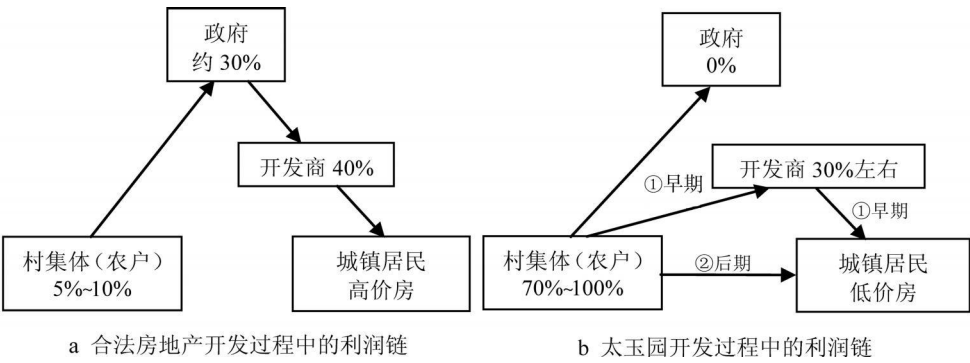 政府
约 30%
开发商 40%
村集体（农户）
5%~10%
城镇居民
高价房
a 合法房地产开发过程中的利润链
政府
0%
开发商 30%左右
①早期
①早期
村集体（农户）
70%~100%
②后期
城镇居民
低价房
b 太玉园开发过程中的利润链